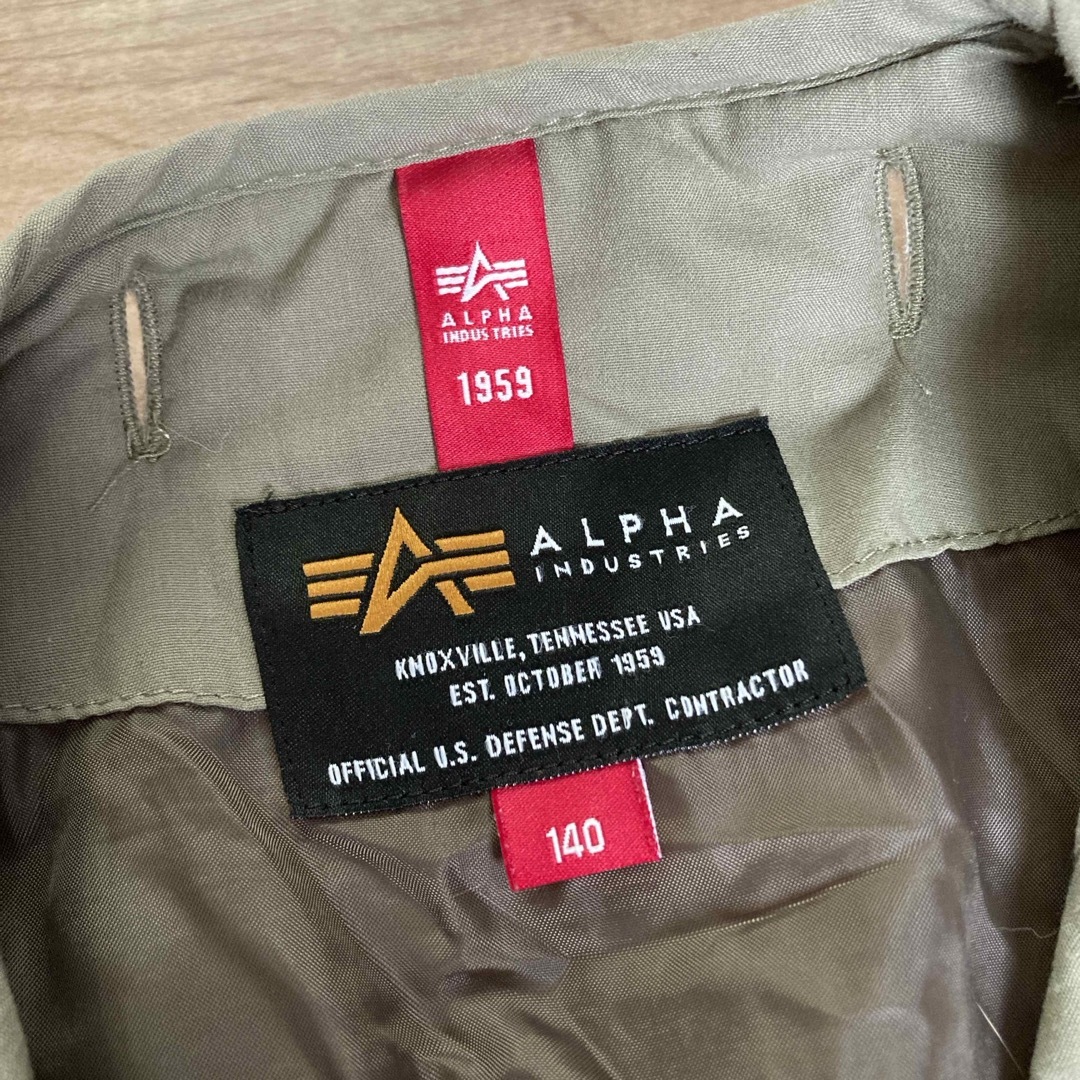 ALPHA
INDUSTRIES
1959
ALPHA
INDUSTRIES
KNOXVILLE, TENNESSEE USA
EST. OCTOBER 1959
OFFICIAL U.S. DEFENSE DEPT. CONTRACTOR
140